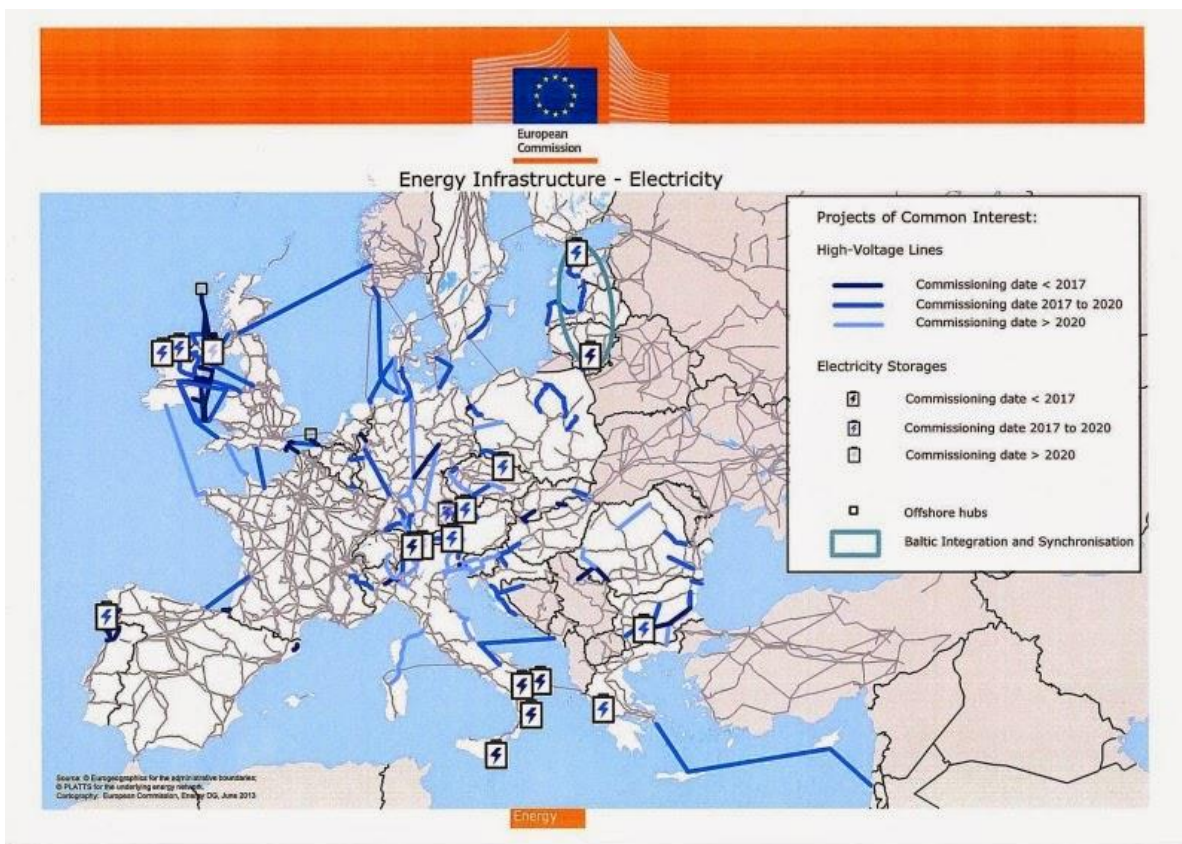 European
Commission
Energy Infrastructure - Electricity
Projects of Common Interest:
High-Voltage Lines
Commissioning date < 2017
Commissioning date 2017 to 2020
Commissioning date > 2020
Electricity Storages
Commissioning date < 2017
Commissioning date 2017 to 2020
Commissioning date > 2020
Offshore hubs
Baltic Integration and Synchronisation
Source: © Eurogeographics for the administrative boundaries;
© PLATTS for the underlying energy network.
Cartography: European Commission, Energy DG, June 2013
Energy